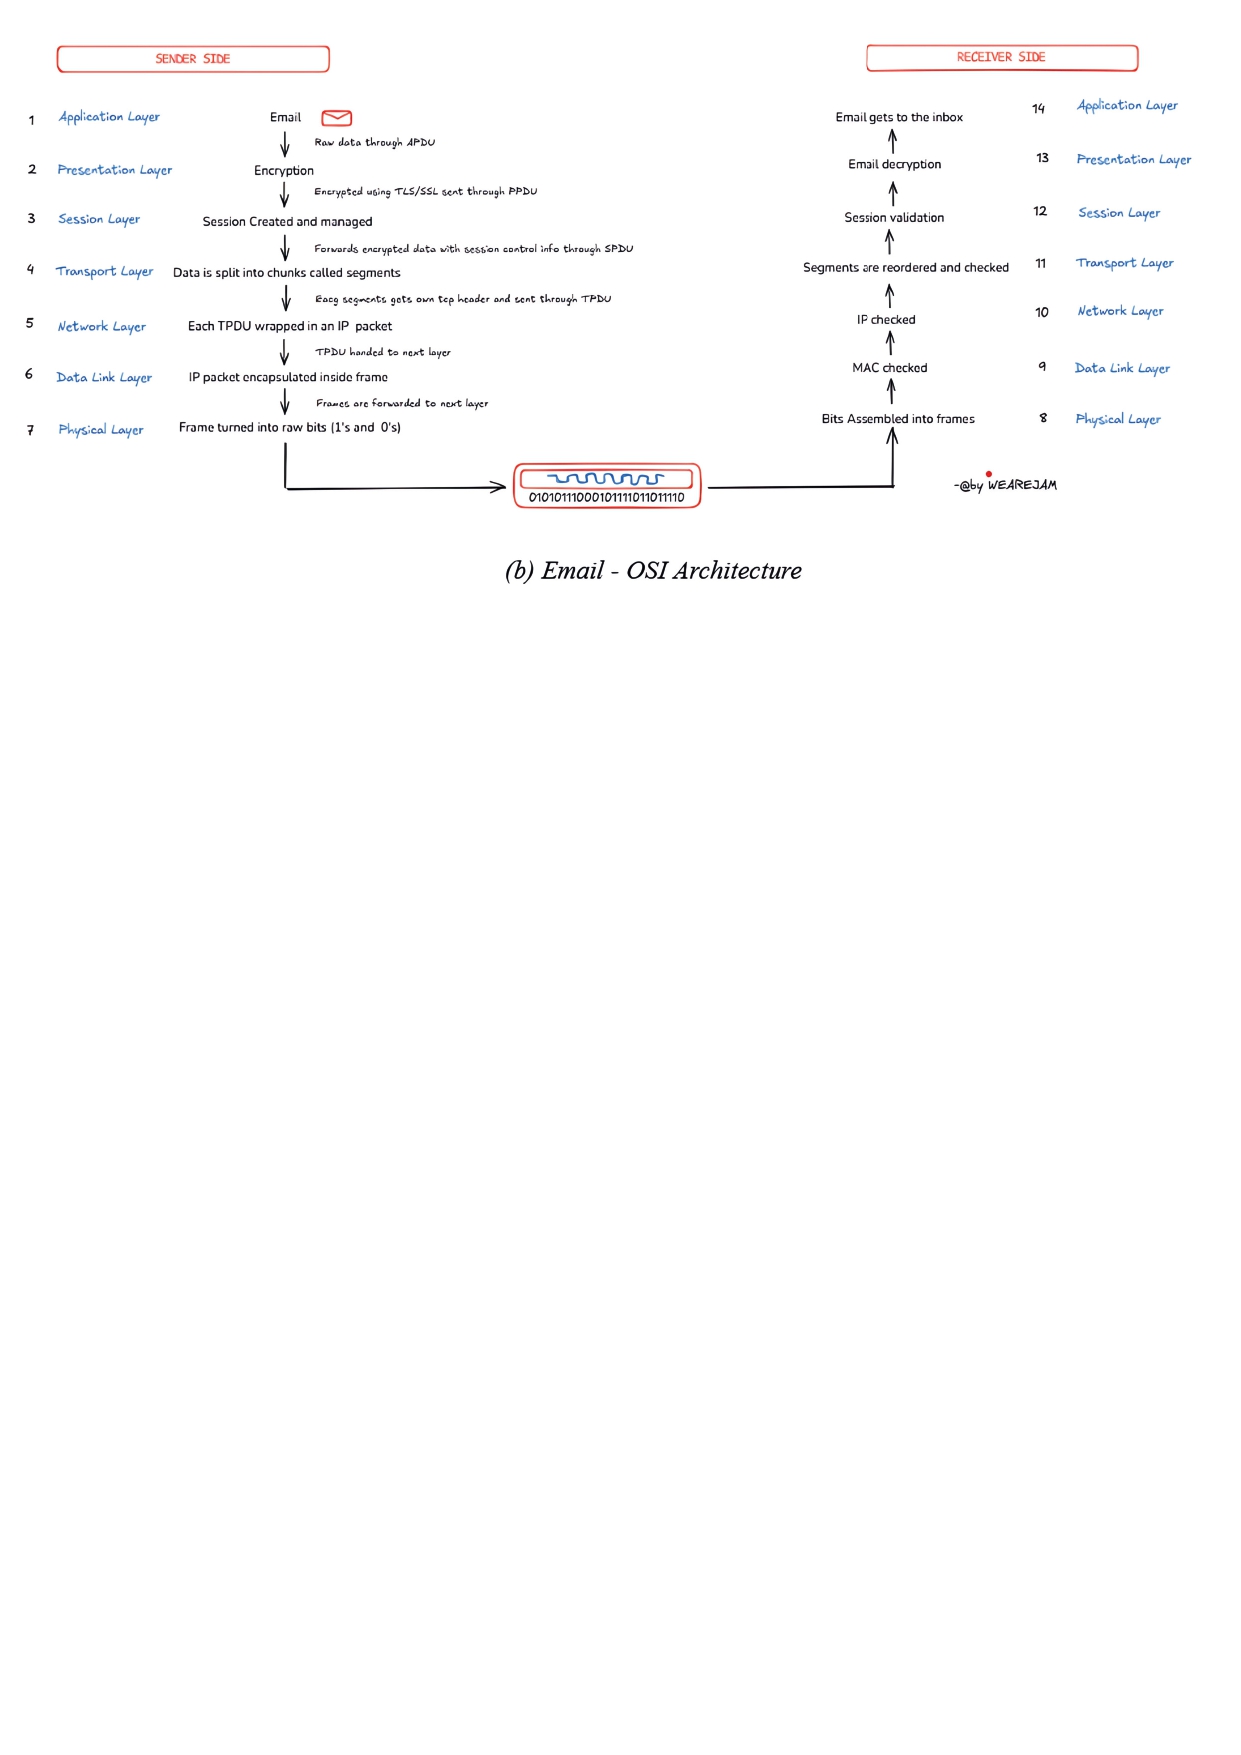 SENDER SIDE
RECEIVER SIDE
1 Application Layer Email
Raw data through APDU
2 Presentation Layer Encryption
Encrypted using TLS/SSL sent through PPDU
3 Session Layer Session Created and managed
Forwards encrypted data with session control info through SPDU
4 Transport Layer Data is split into chunks called segments
Eacg segments gets own tcp header and sent through TPDU
5 Network Layer Each TPDU wrapped in an IP packet
TPDU handed to next layer
6 Data Link Layer IP packet encapsulated inside frame
Frames are forwarded to next layer
7 Physical Layer Frame turned into raw bits (1's and 0's)
010101110001011111011011110
Email gets to the inbox 14 Application Layer
Email decryption 13 Presentation Layer
Session validation 12 Session Layer
Segments are reordered and checked 11 Transport Layer
IP checked 10 Network Layer
MAC checked 9 Data Link Layer
Bits Assembled into frames 8 Physical Layer
-@by WEAREJAM
(b) Email - OSI Architecture